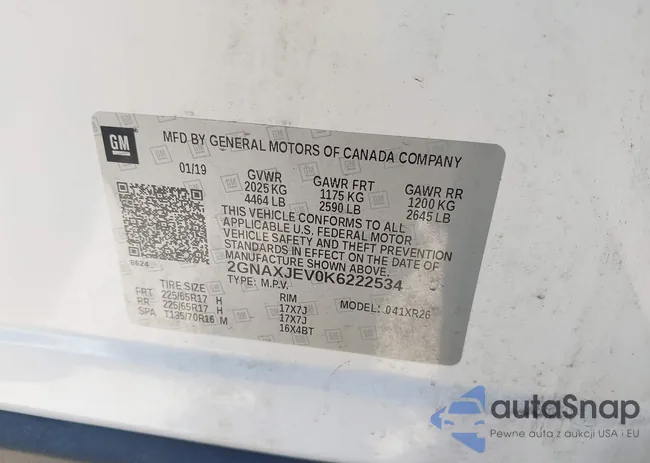 GM
MFD BY GENERAL MOTORS OF CANADA COMPANY
01/19 GVWR GAWR FRT GAWR RR
2025 KG 1175 KG 1200 KG
4464 LB 2590 LB 2645 LB
THIS VEHICLE CONFORMS TO ALL
APPLICABLE U.S. FEDERAL MOTOR
VEHICLE SAFETY AND THEFT PREVENTION
STANDARDS IN EFFECT ON THE DATE OF
MANUFACTURE SHOWN ABOVE.
6624
2GNAXJEV0K6222534
TYPE: M.P.V. MODEL: 041XR26
TIRE SIZE RIM
FRT 225/65R17 H 17X7J
RR 225/65R17 H 17X7J
SPA T135/70R16 M 16X4BT
autoSnap
Pewne auta z aukcji USA i EU